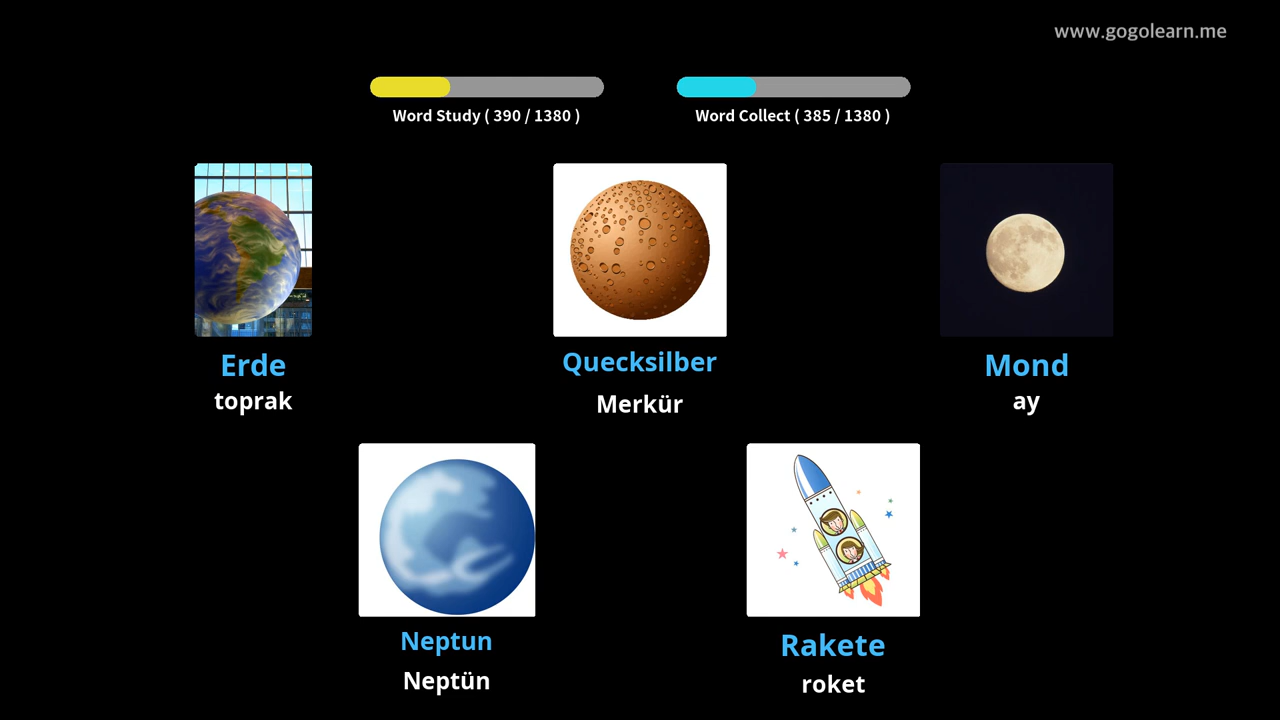 www.gogolearn.me
Word Study ( 390 / 1380 )
Word Collect ( 385 / 1380 )
Erde
toprak
Quecksilber
Merkür
Mond
ay
Neptun
Neptün
Rakete
roket